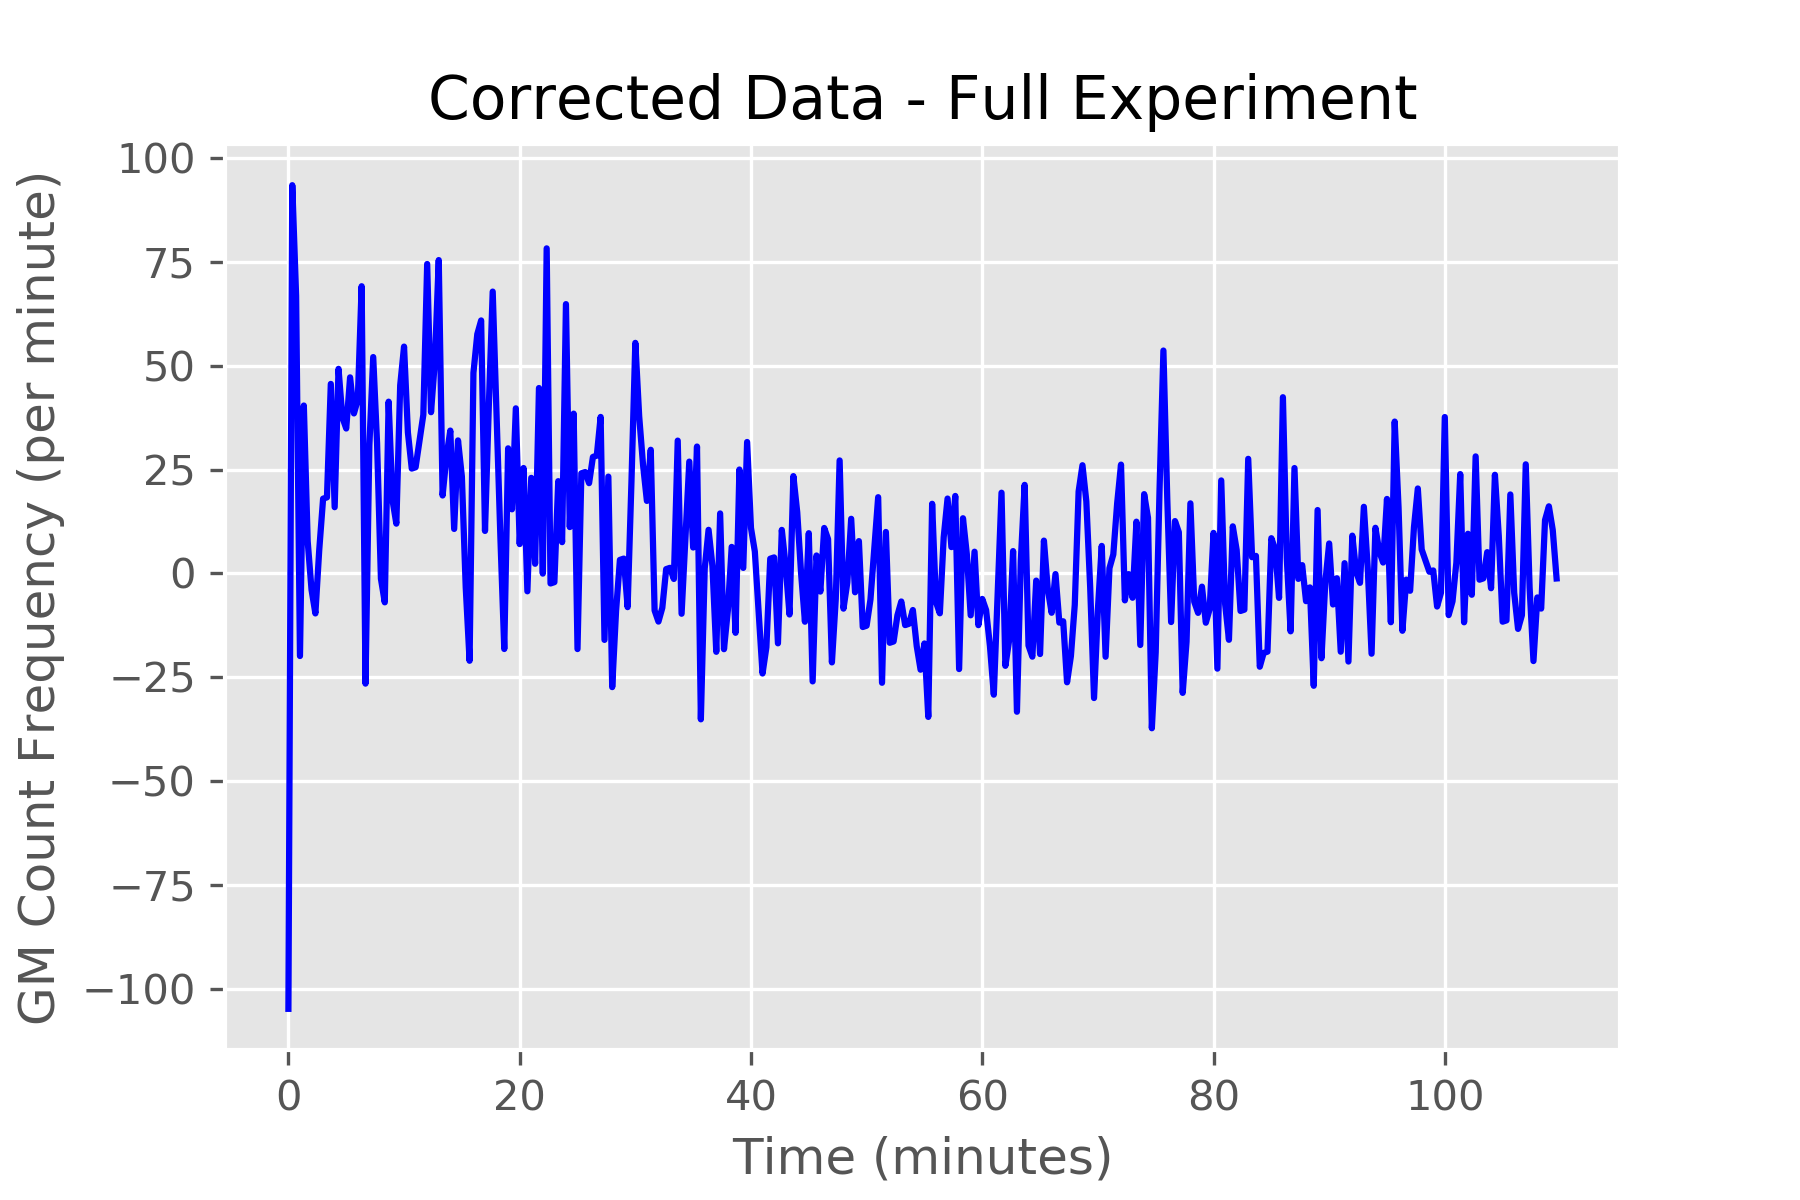 Corrected Data - Full Experiment
GM Count Frequency (per minute)
100
75
50
25
0
−25
−50
−75
−100
0 20 40 60 80 100
Time (minutes)